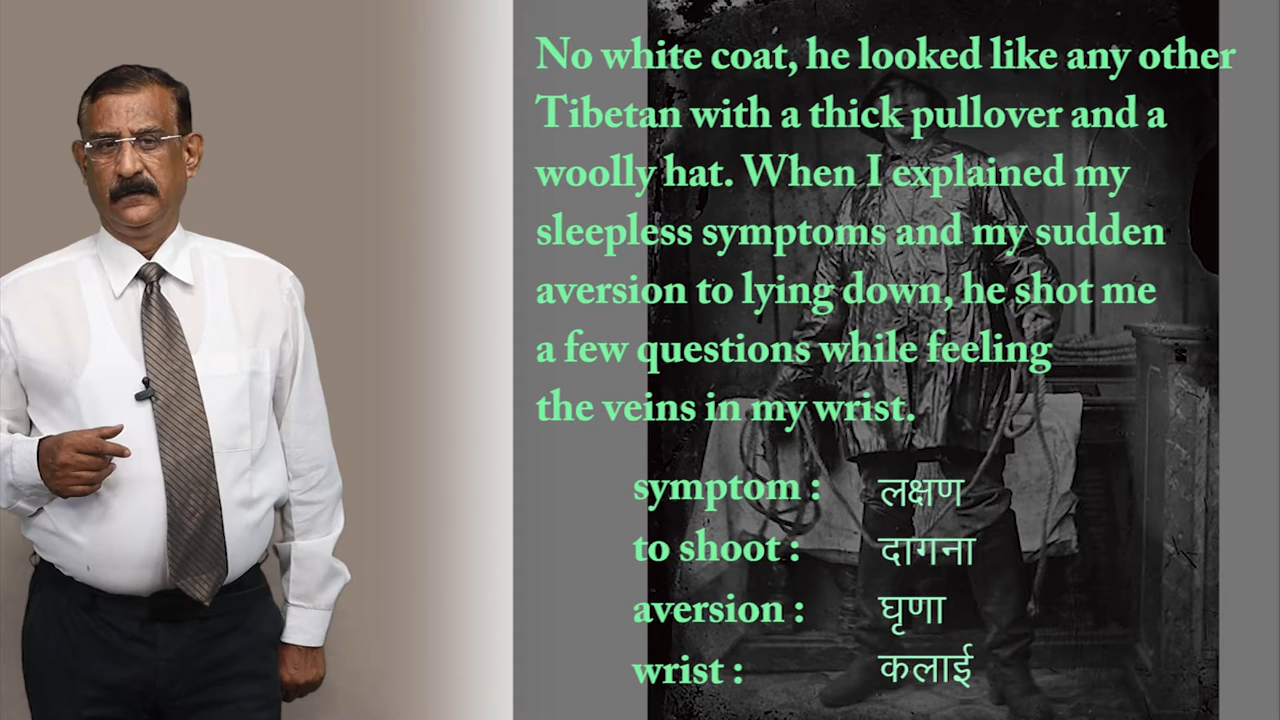 No white coat, he looked like any other
Tibetan with a thick pullover and a
woolly hat. When I explained my
sleepless symptoms and my sudden
aversion to lying down, he shot me
a few questions while feeling
the veins in my wrist.
symptom : लक्षण
to shoot : दागना
aversion : घृणा
wrist : कलाई